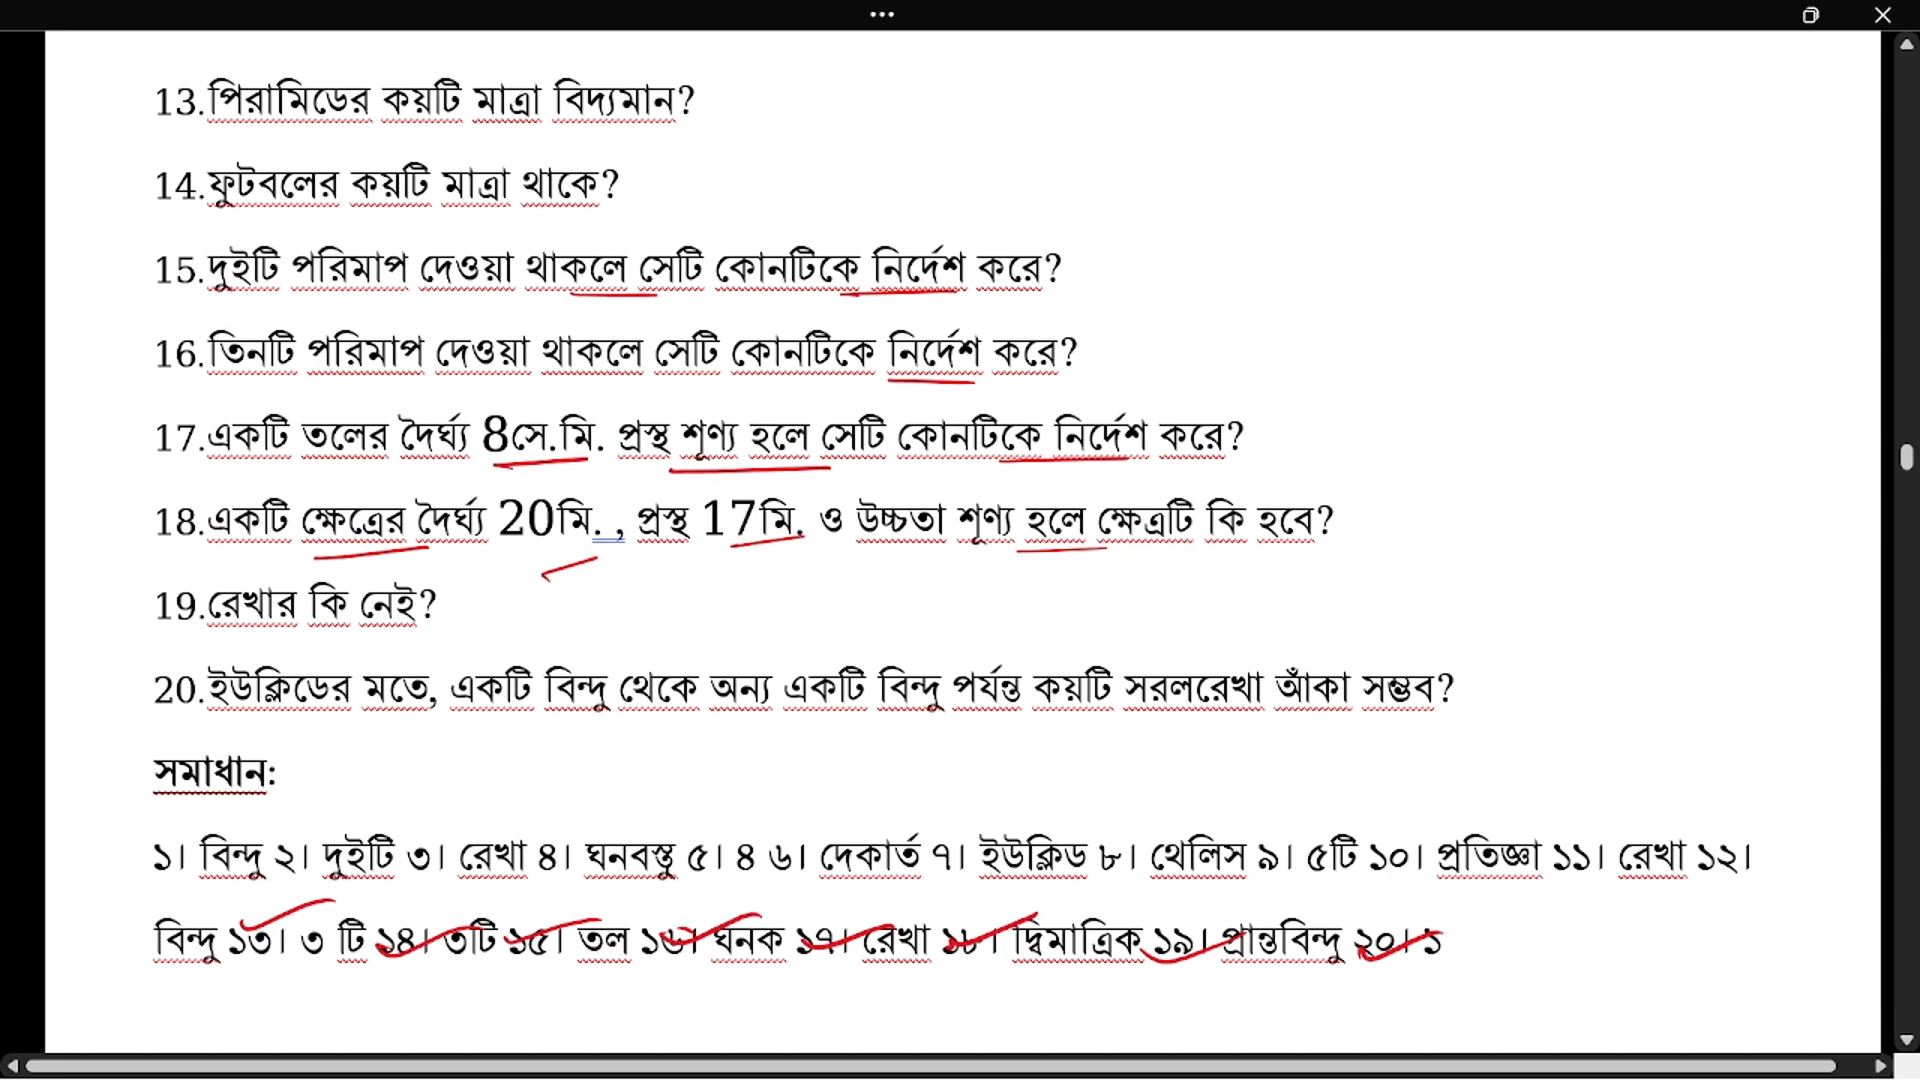 13.পিরামিডের কয়টি মাত্রা বিদ্যমান?
14.ফুটবলের কয়টি মাত্রা থাকে?
15.দুইটি পরিমাপ দেওয়া থাকলে সেটি কোনটিকে নির্দেশ করে?
16.তিনটি পরিমাপ দেওয়া থাকলে সেটি কোনটিকে নির্দেশ করে?
17.একটি তলের দৈর্ঘ্য 8সে.মি. প্রস্থ শূণ্য হলে সেটি কোনটিকে নির্দেশ করে?
18.একটি ক্ষেত্রের দৈর্ঘ্য 20মি. , প্রস্থ 17মি. ও উচ্চতা শূণ্য হলে ক্ষেত্রটি কি হবে?
19.রেখার কি নেই?
20.ইউক্লিডের মতে, একটি বিন্দু থেকে অন্য একটি বিন্দু পর্যন্ত কয়টি সরলরেখা আঁকা সম্ভব?
সমাধান:
১। বিন্দু ২। দুইটি ৩। রেখা ৪। ঘনবস্তু ৫। ৪ ৬। দেকার্ত ৭। ইউক্লিড ৮। থেলিস ৯। ৫টি ১০। প্রতিজ্ঞা ১১। রেখা ১২।
বিন্দু ১৩। ৩ টি ১৪। ৩টি ১৫। তল ১৬। ঘনক ১৭। রেখা ১৮। দ্বিমাত্রিক ১৯। প্রান্তবিন্দু ২০। ১